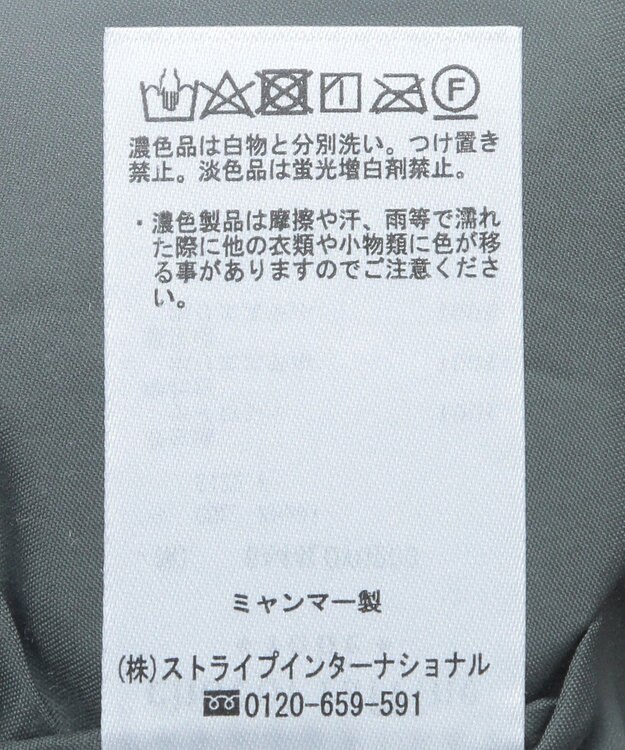 F
濃色品は白物と分別洗い。つけ置き
禁止。淡色品は蛍光増白剤禁止。
・濃色製品は摩擦や汗、雨等で濡れ
た際に他の衣類や小物類に色が移
る事がありますのでご注意くださ
い。
ミャンマー製
(株)ストライプインターナショナル
0120-659-591